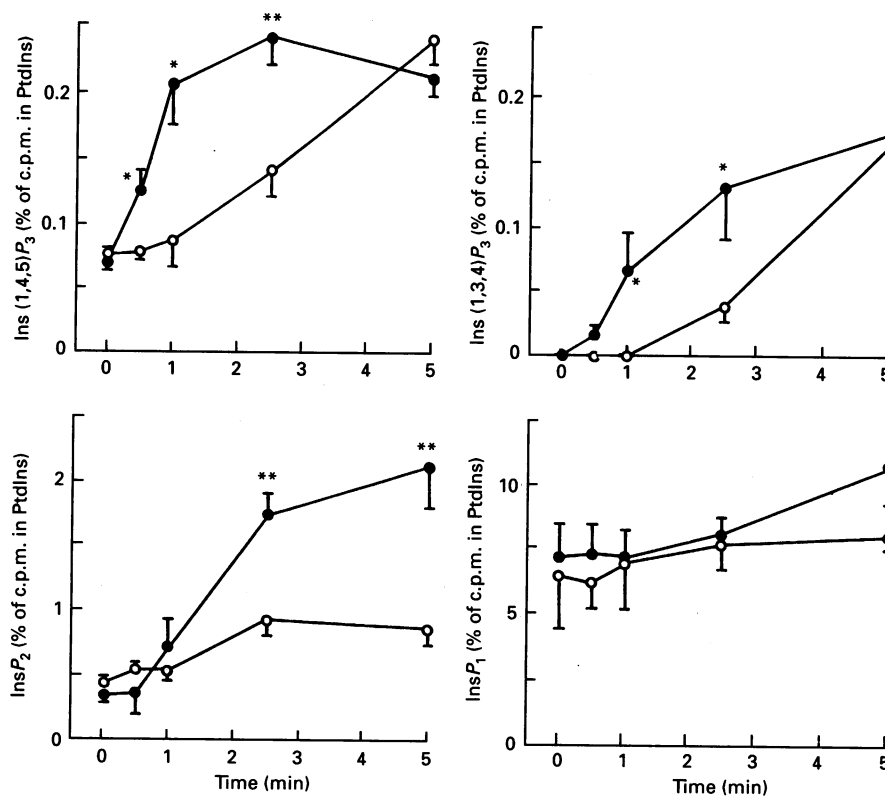 Ins (1,4,5)P3 (% of c.p.m. in PtdIns)
0.2
0.1
0
*
*
**
0 1 2 3 4 5
Ins (1,3,4)P3 (% of c.p.m. in PtdIns)
0.2
0.1
0
*
*
0 1 2 3 4 5
InsP2 (% of c.p.m. in PtdIns)
2
1
0
**
**
0 1 2 3 4 5
Time (min)
InsP1 (% of c.p.m. in PtdIns)
10
5
0
0 1 2 3 4 5
Time (min)